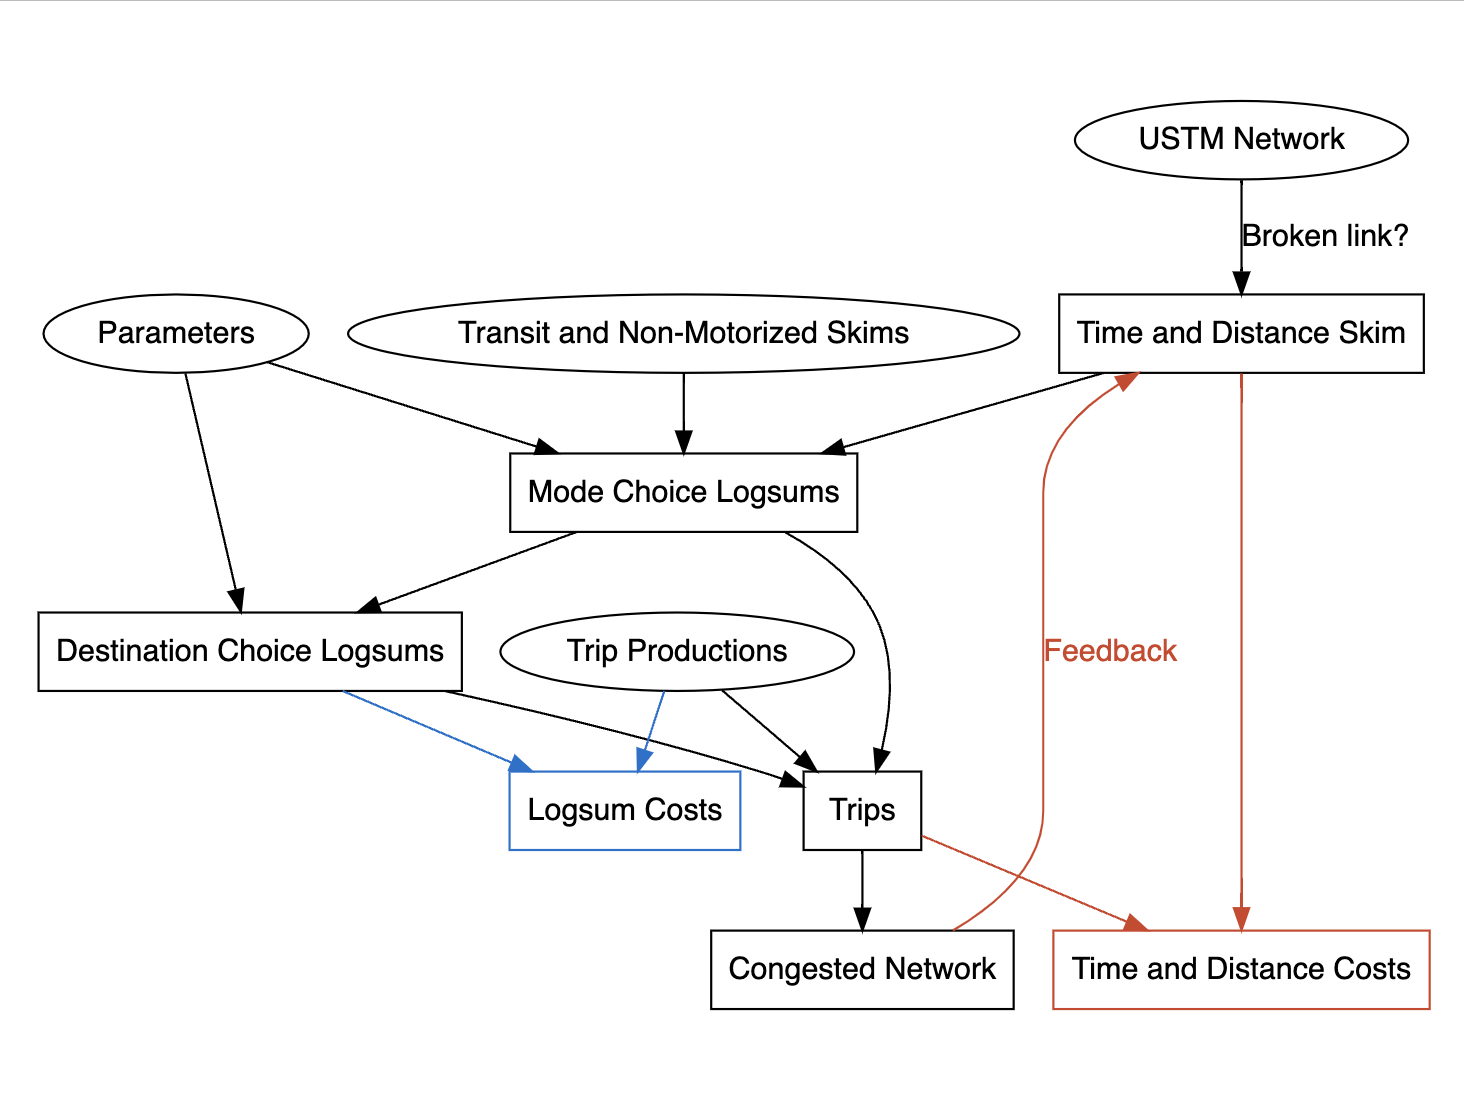 USTM Network
Broken link?
Parameters
Transit and Non-Motorized Skims
Time and Distance Skim
Mode Choice Logsums
Destination Choice Logsums
Trip Productions
Feedback
Logsum Costs
Trips
Congested Network
Time and Distance Costs